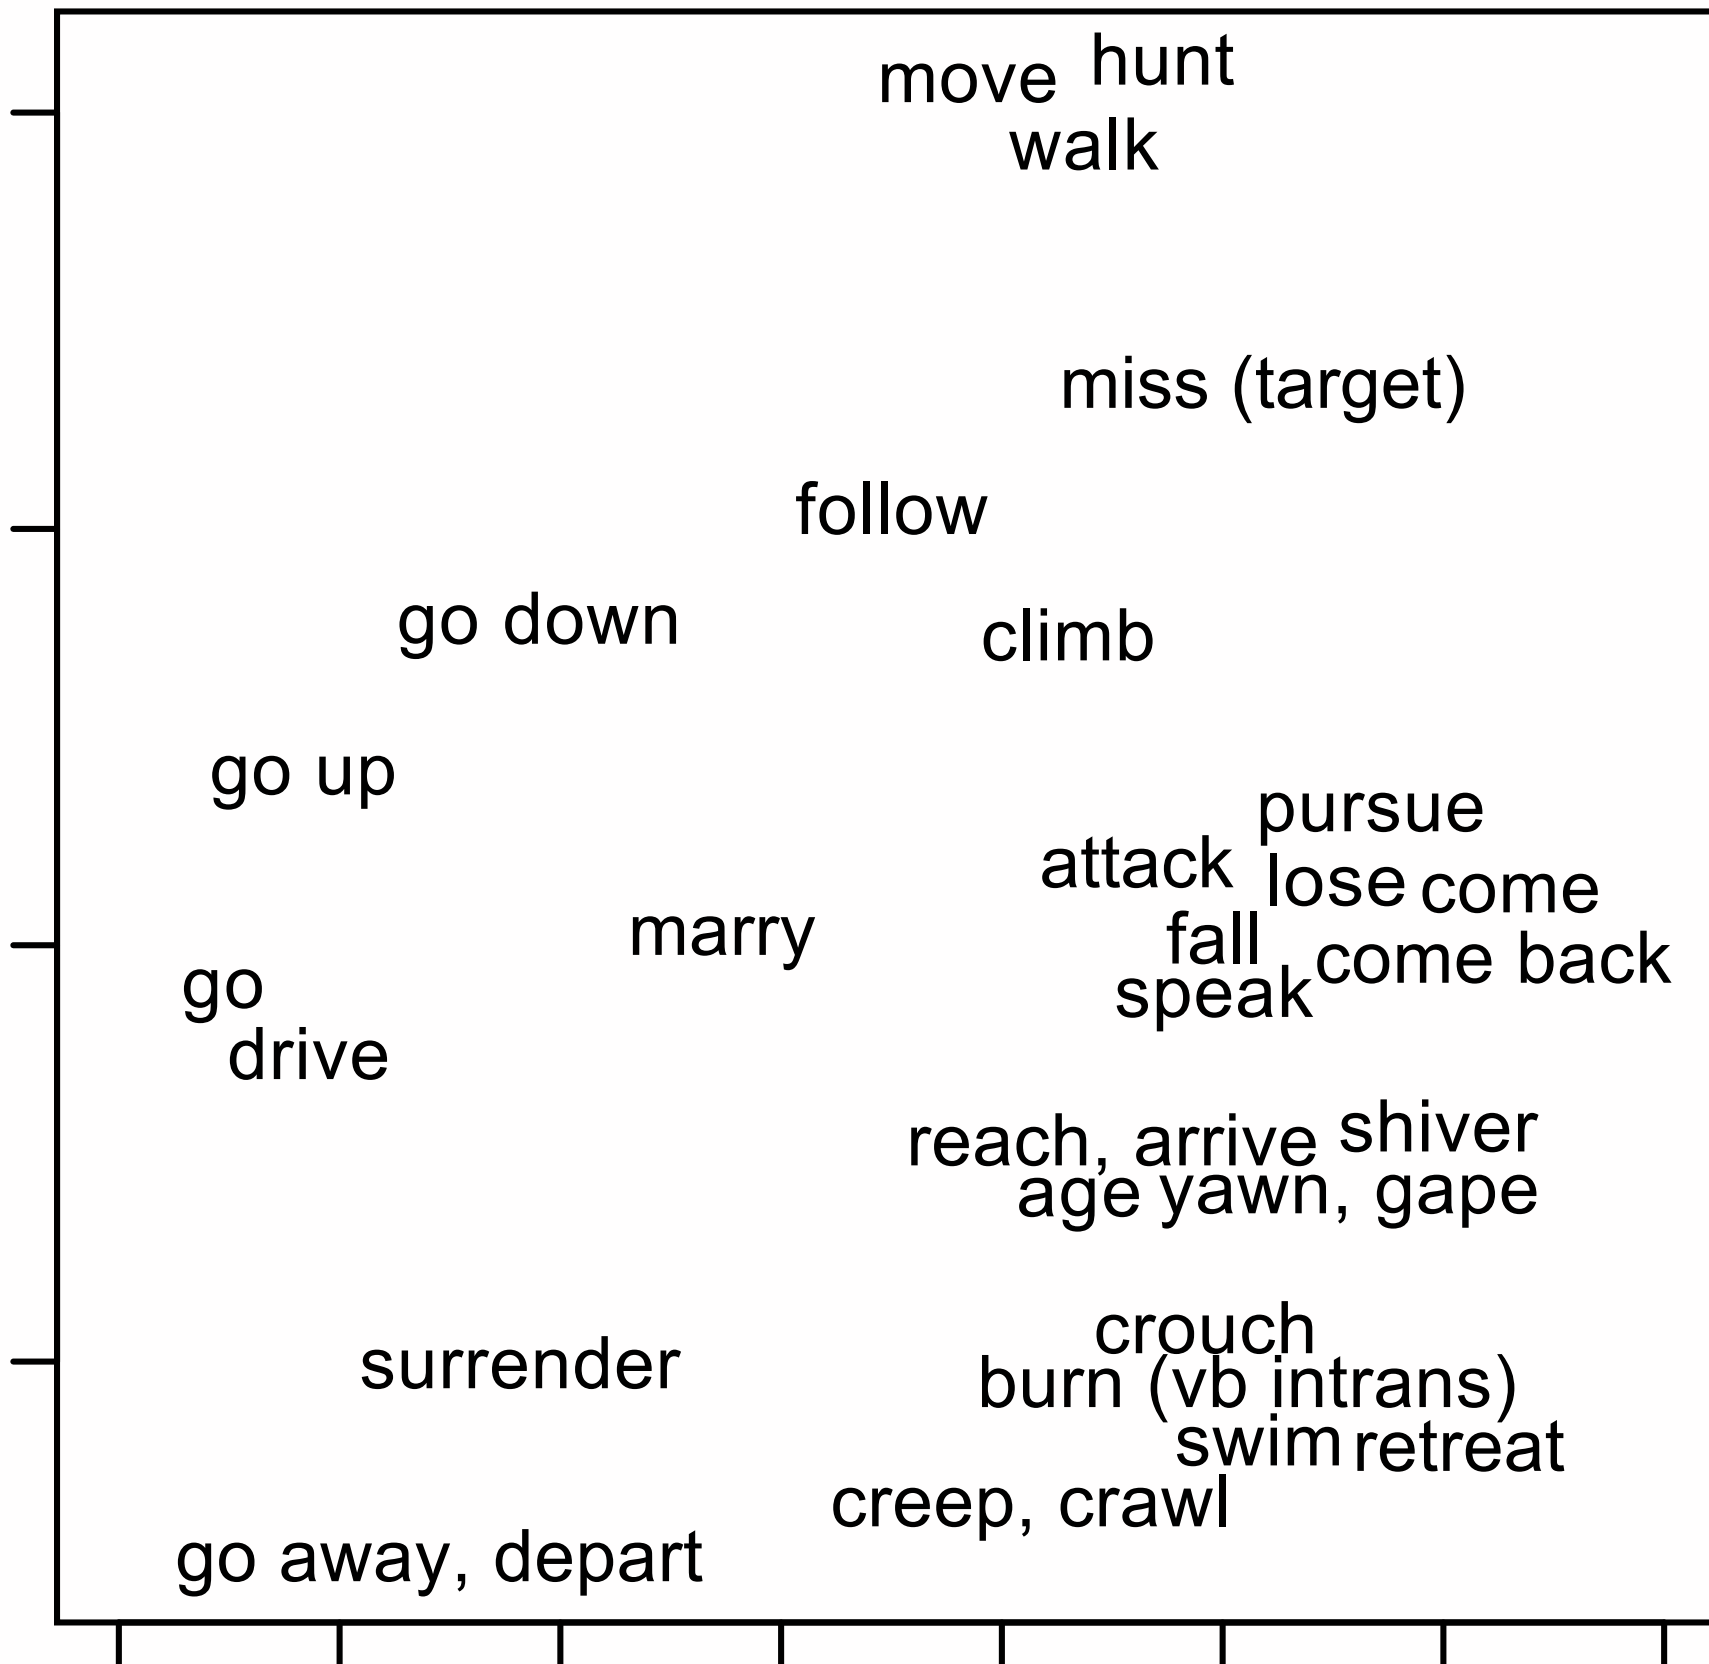 move hunt
walk
miss (target)
follow
go down climb
go up
pursue
attack lose come
marry fall come back
go speak
drive
reach, arrive shiver
age yawn, gape
crouch
surrender burn (vb intrans)
swim retreat
creep, crawl
go away, depart